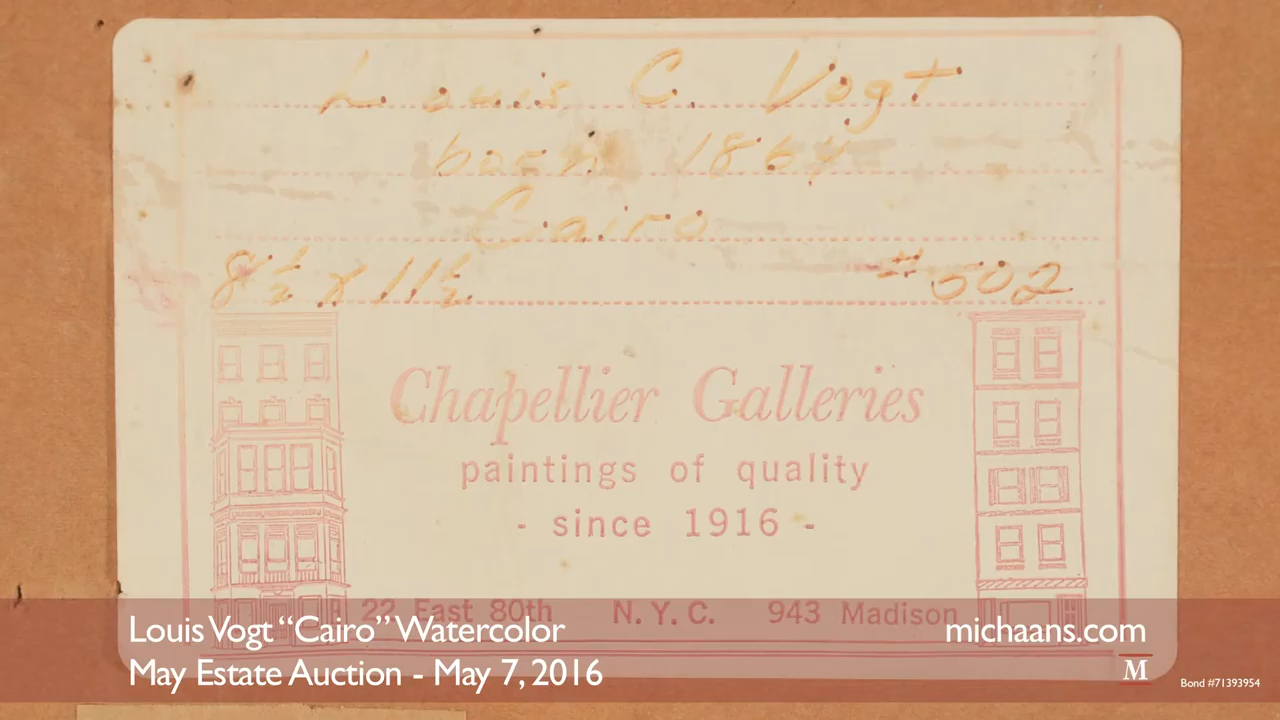 Louis C. Vogt
born 1864
Cairo
8½ x 11½ #502
Chapellier Galleries
paintings of quality
- since 1916 -
22 East 80th N.Y.C. 943 Madison
Louis Vogt “Cairo” Watercolor michaans.com
May Estate Auction - May 7, 2016
M
Bond #71393954